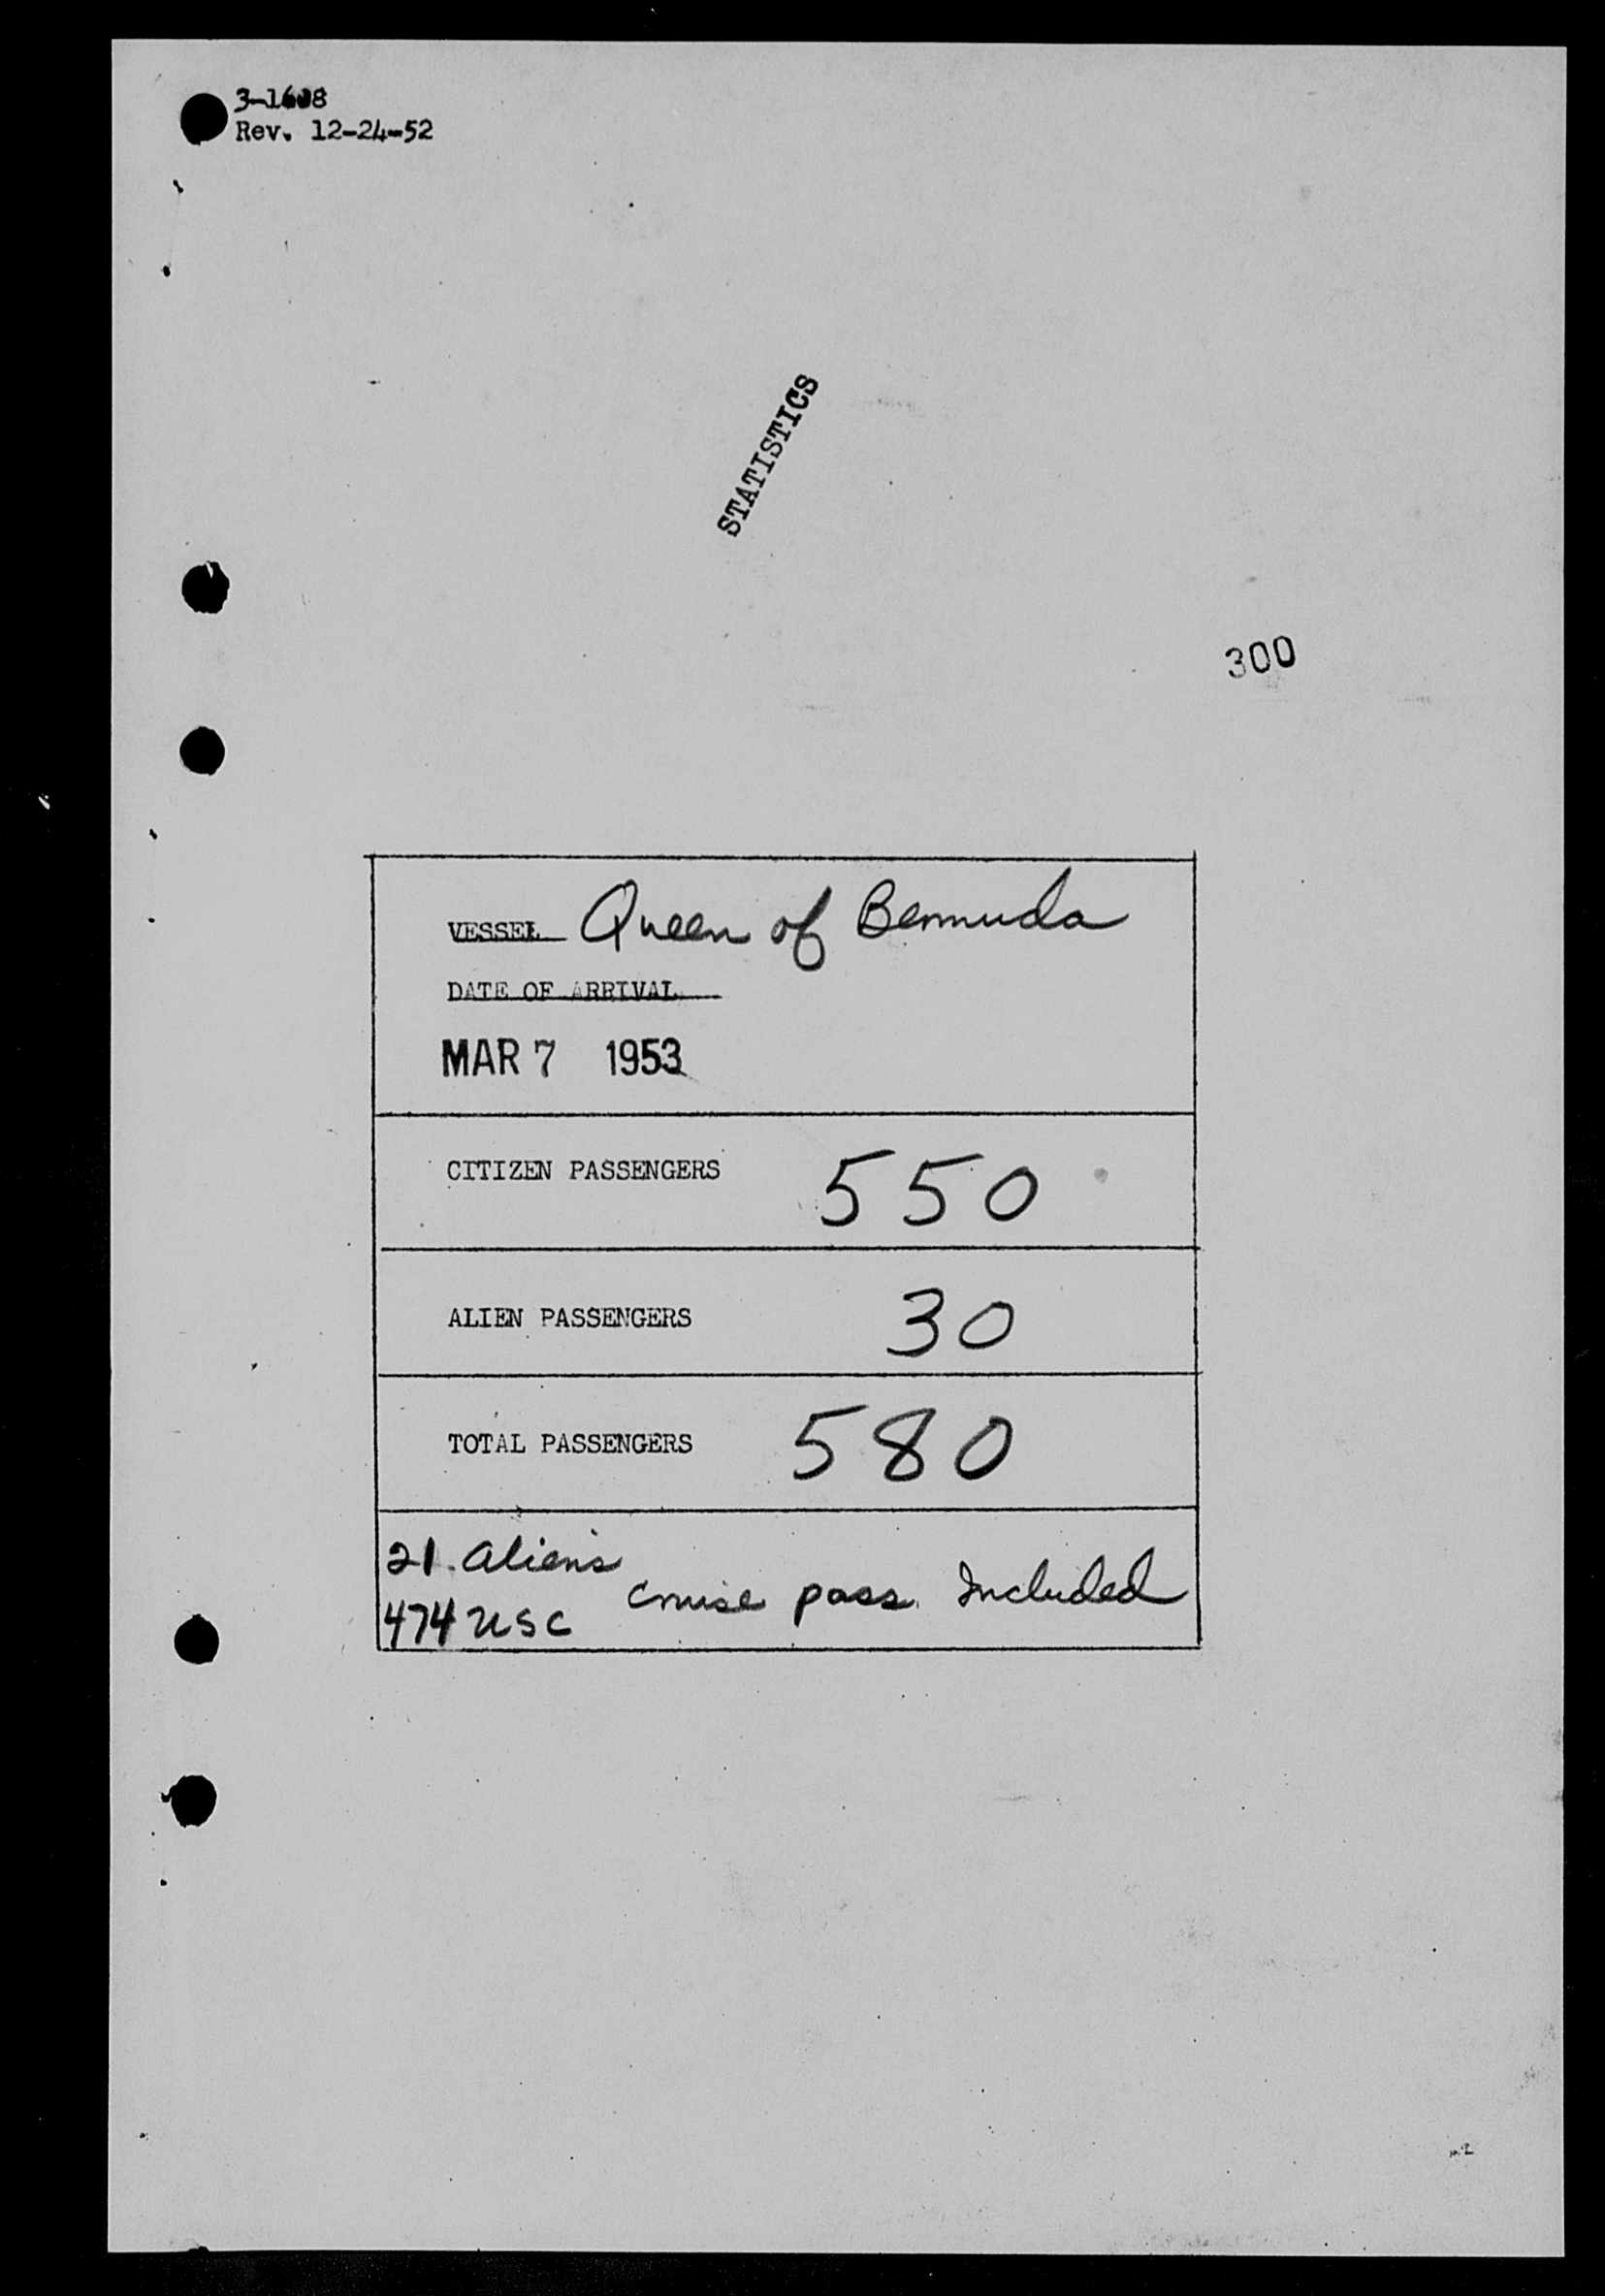 3-1608
Rev. 12-24-52
STATISTICS
300
VESSEL Queen of Bermuda
DATE OF ARRIVAL
MAR 7 1953
CITIZEN PASSENGERS 550
ALIEN PASSENGERS 30
TOTAL PASSENGERS 580
21 aliens
474 USC cruise pass. Included